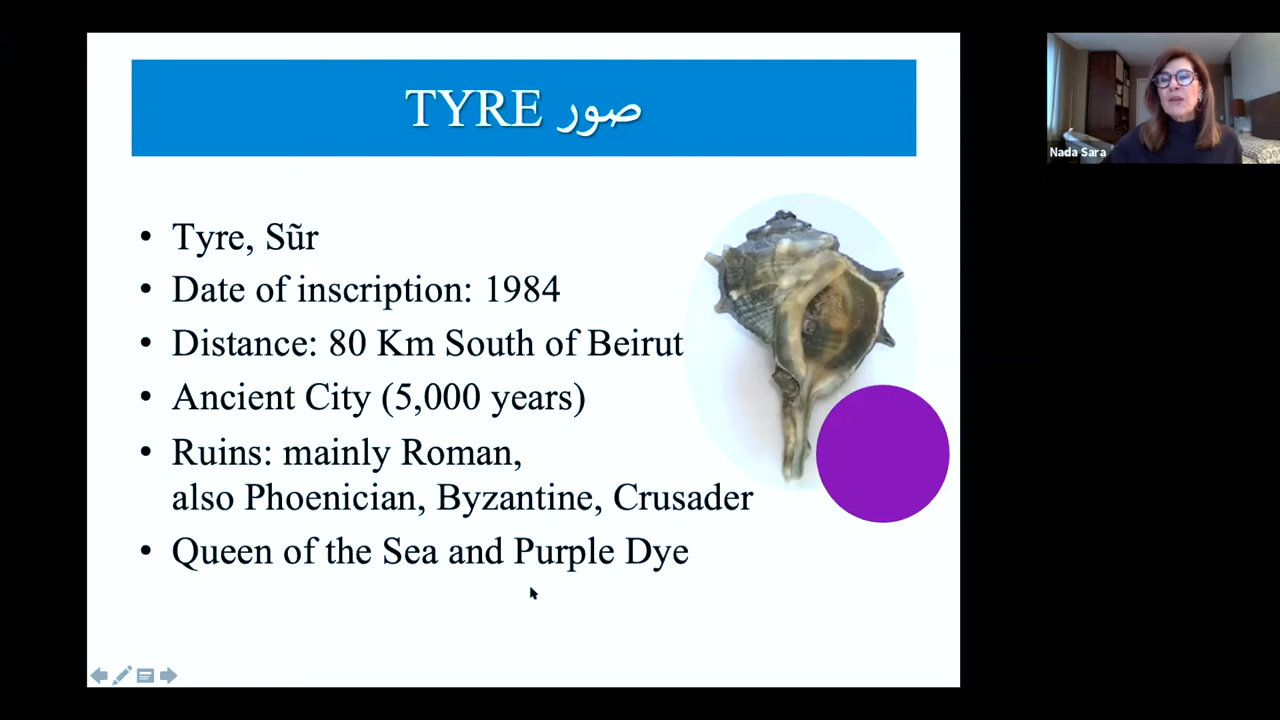 TYRE صور
• Tyre, Sũr
• Date of inscription: 1984
• Distance: 80 Km South of Beirut
• Ancient City (5,000 years)
• Ruins: mainly Roman,
also Phoenician, Byzantine, Crusader
• Queen of the Sea and Purple Dye
Nada Sara